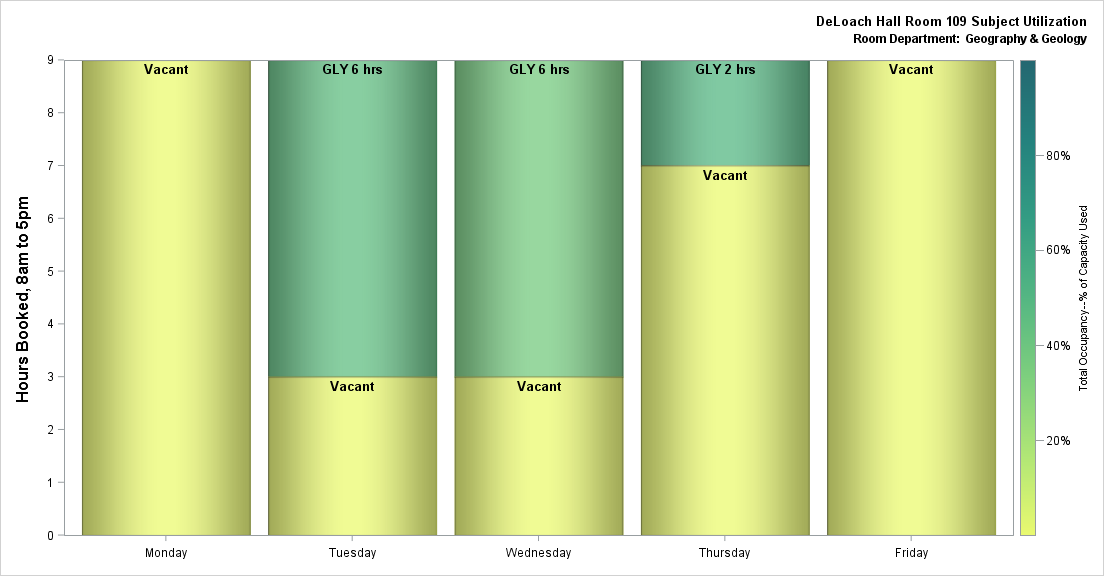 DeLoach Hall Room 109 Subject Utilization
Room Department: Geography & Geology
Hours Booked, 8am to 5pm
9
8
7
6
5
4
3
2
1
0
Vacant
GLY 6 hrs
GLY 6 hrs
GLY 2 hrs
Vacant
Vacant
Vacant
Vacant
Monday
Tuesday
Wednesday
Thursday
Friday
80%
60%
40%
20%
Total Occupancy--% of Capacity Used